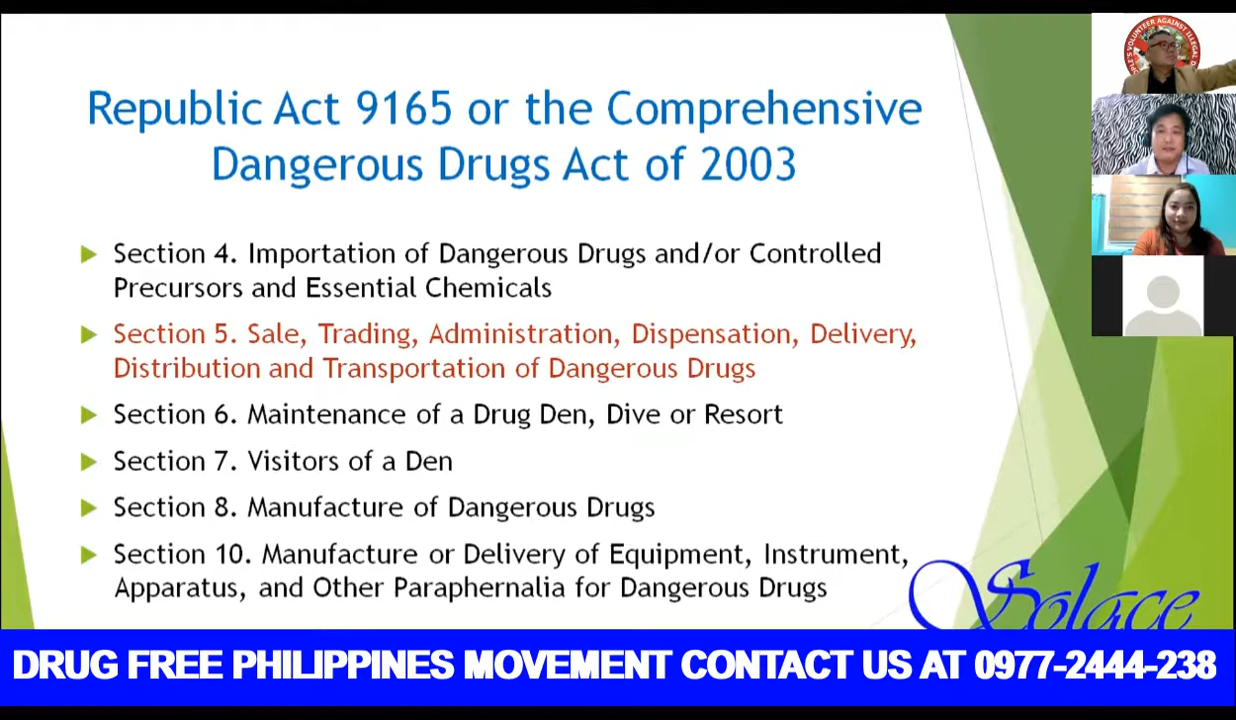 Republic Act 9165 or the Comprehensive
Dangerous Drugs Act of 2003
Section 4. Importation of Dangerous Drugs and/or Controlled
Precursors and Essential Chemicals
Section 5. Sale, Trading, Administration, Dispensation, Delivery,
Distribution and Transportation of Dangerous Drugs
Section 6. Maintenance of a Drug Den, Dive or Resort
Section 7. Visitors of a Den
Section 8. Manufacture of Dangerous Drugs
Section 10. Manufacture or Delivery of Equipment, Instrument,
Apparatus, and Other Paraphernalia for Dangerous Drugs
Solace
DRUG FREE PHILIPPINES MOVEMENT CONTACT US AT 0977-2444-238
VOLUNTEER AGAINST